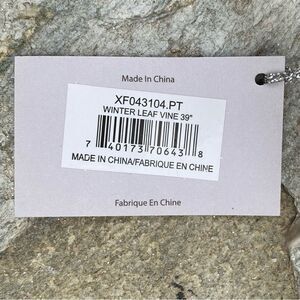 Made In China
XF043104.PT
WINTER LEAF VINE 39"
7 40173 70643 8
MADE IN CHINA/FABRIQUE EN CHINE
Fabrique En Chine